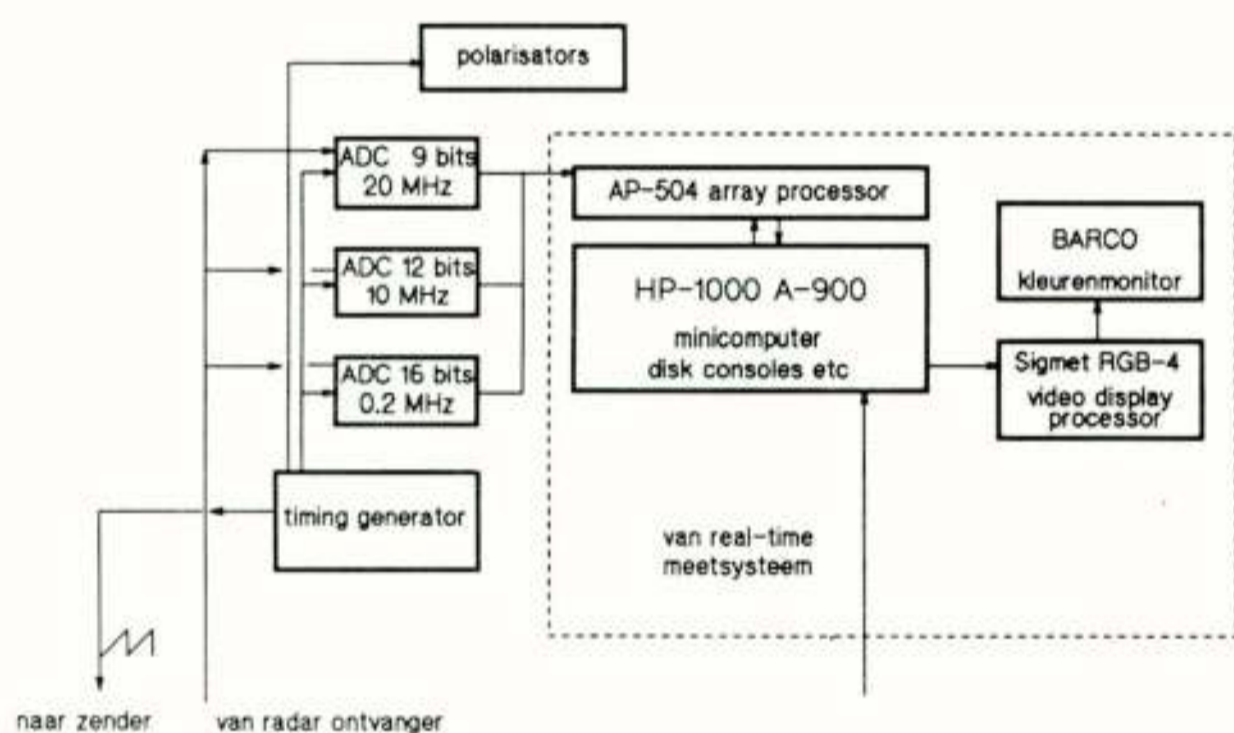 polarisators
ADC 9 bits
20 MHz
AP-504 array processor
BARCO
kleurenmonitor
ADC 12 bits
10 MHz
HP-1000 A-900
minicomputer
disk consoles etc
ADC 16 bits
0.2 MHz
Sigmet RGB-4
video display
processor
timing generator
van real-time
meetsysteem
naar zender
van radar ontvanger